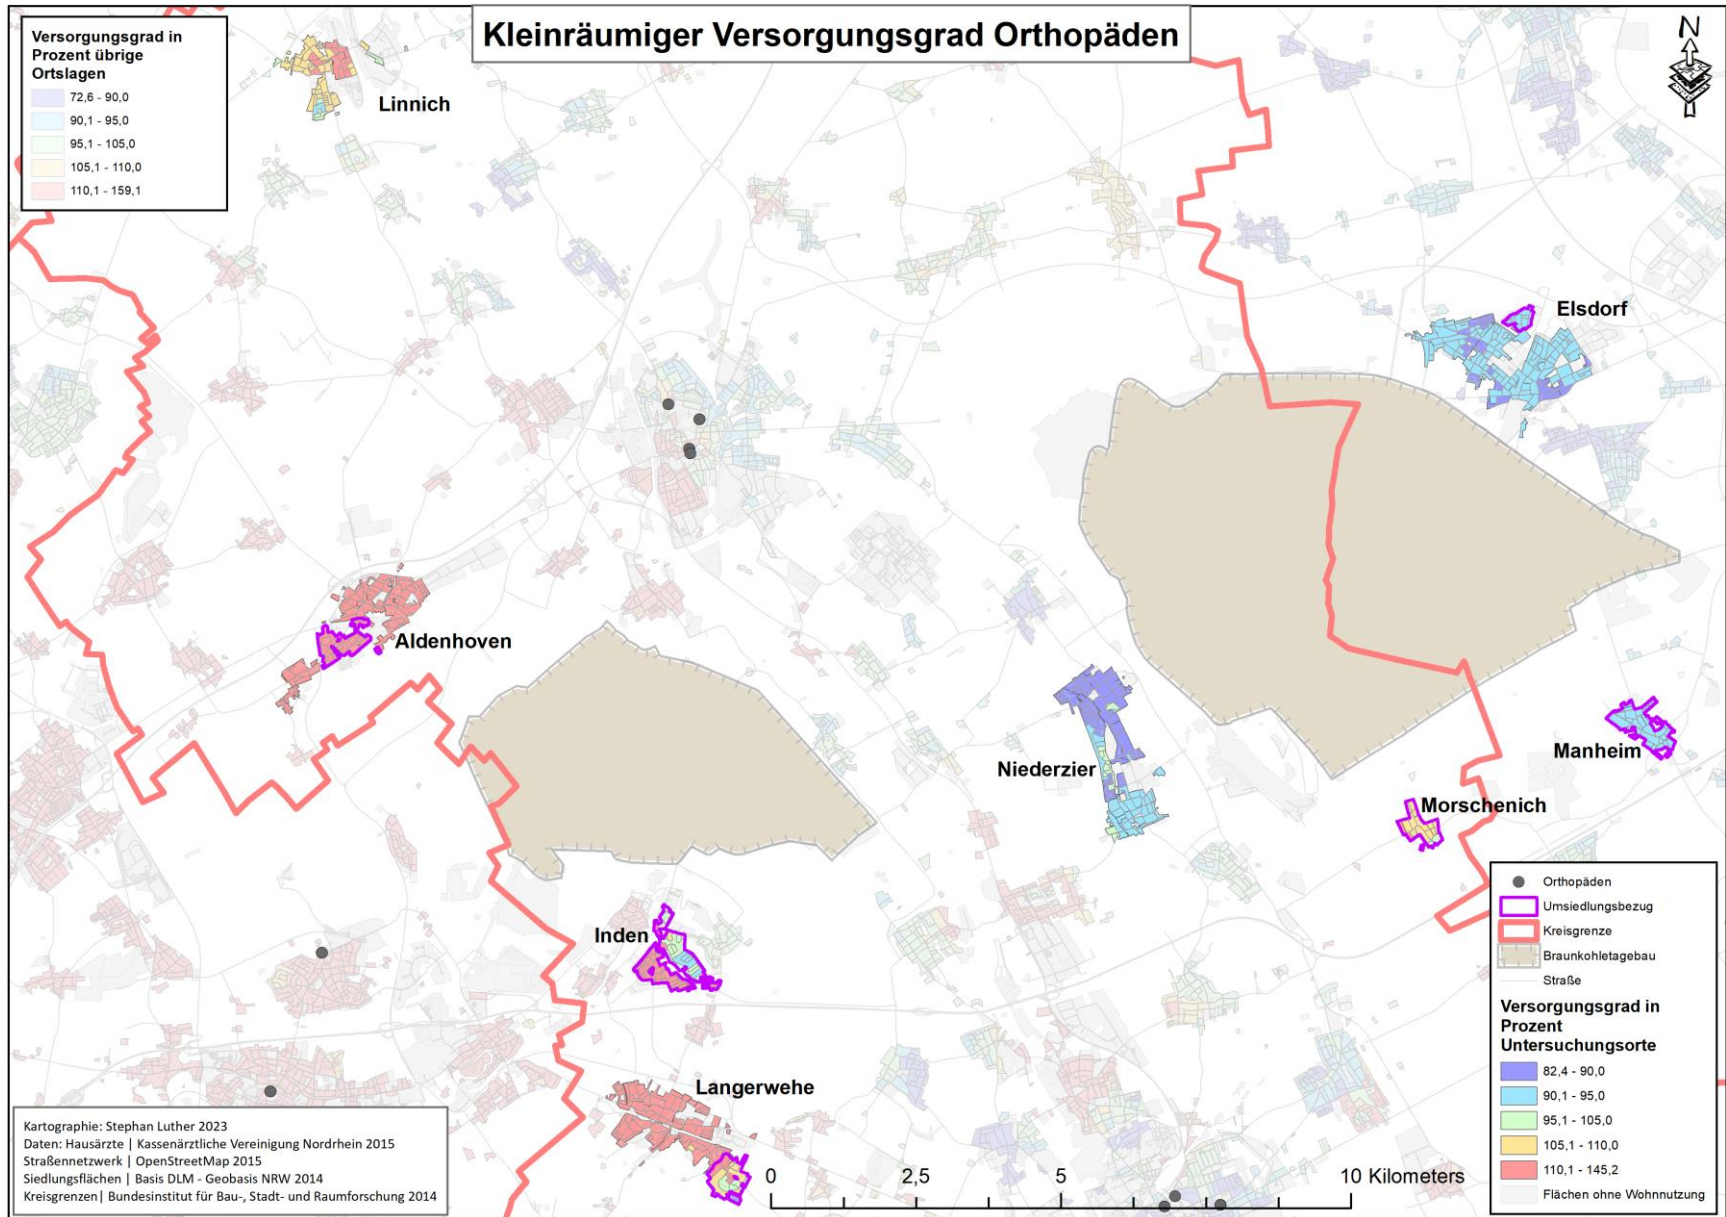 Kleinräumiger Versorgungsgrad Orthopäden
N
Versorgungsgrad in
Prozent übrige
Ortslagen
72,6 - 90,0
90,1 - 95,0
95,1 - 105,0
105,1 - 110,0
110,1 - 159,1
Linnich
Elsdorf
Aldenhoven
Niederzier
Manheim
Morschenich
Inden
Langerwehe
Orthopäden
Umsiedlungsbezug
Kreisgrenze
Braunkohletagebau
Straße
Versorgungsgrad in
Prozent
Untersuchungsorte
82,4 - 90,0
90,1 - 95,0
95,1 - 105,0
105,1 - 110,0
110,1 - 145,2
Flächen ohne Wohnnutzung
0 2,5 5 10 Kilometers
Kartographie: Stephan Luther 2023
Daten: Hausärzte | Kassenärztliche Vereinigung Nordrhein 2015
Straßennetzwerk | OpenStreetMap 2015
Siedlungsflächen | Basis DLM - Geobasis NRW 2014
Kreisgrenzen| Bundesinstitut für Bau-, Stadt- und Raumforschung 2014